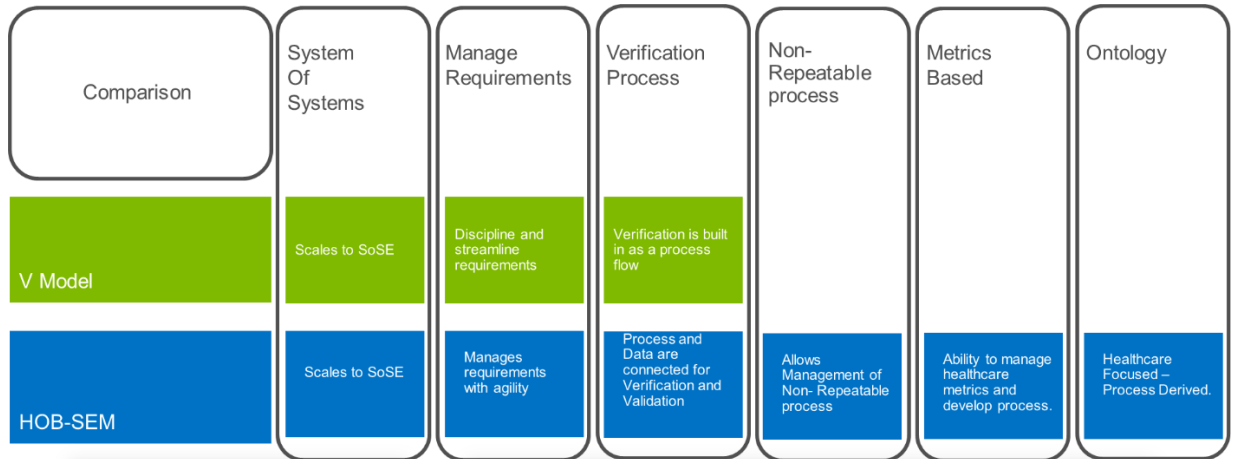 Comparison
System
Of
Systems
Manage
Requirements
Verification
Process
Non-
Repeatable
process
Metrics
Based
Ontology
V Model
Scales to SoSE
Discipline and
streamline
requirements
Verification is built
in as a process
flow
HOB-SEM
Scales to SoSE
Manages
requirements
with agility
Process and
Data are
connected for
Verification and
Validation
Allows
Management of
Non- Repeatable
process
Ability to manage
healthcare
metrics and
develop process.
Healthcare
Focused –
Process Derived.